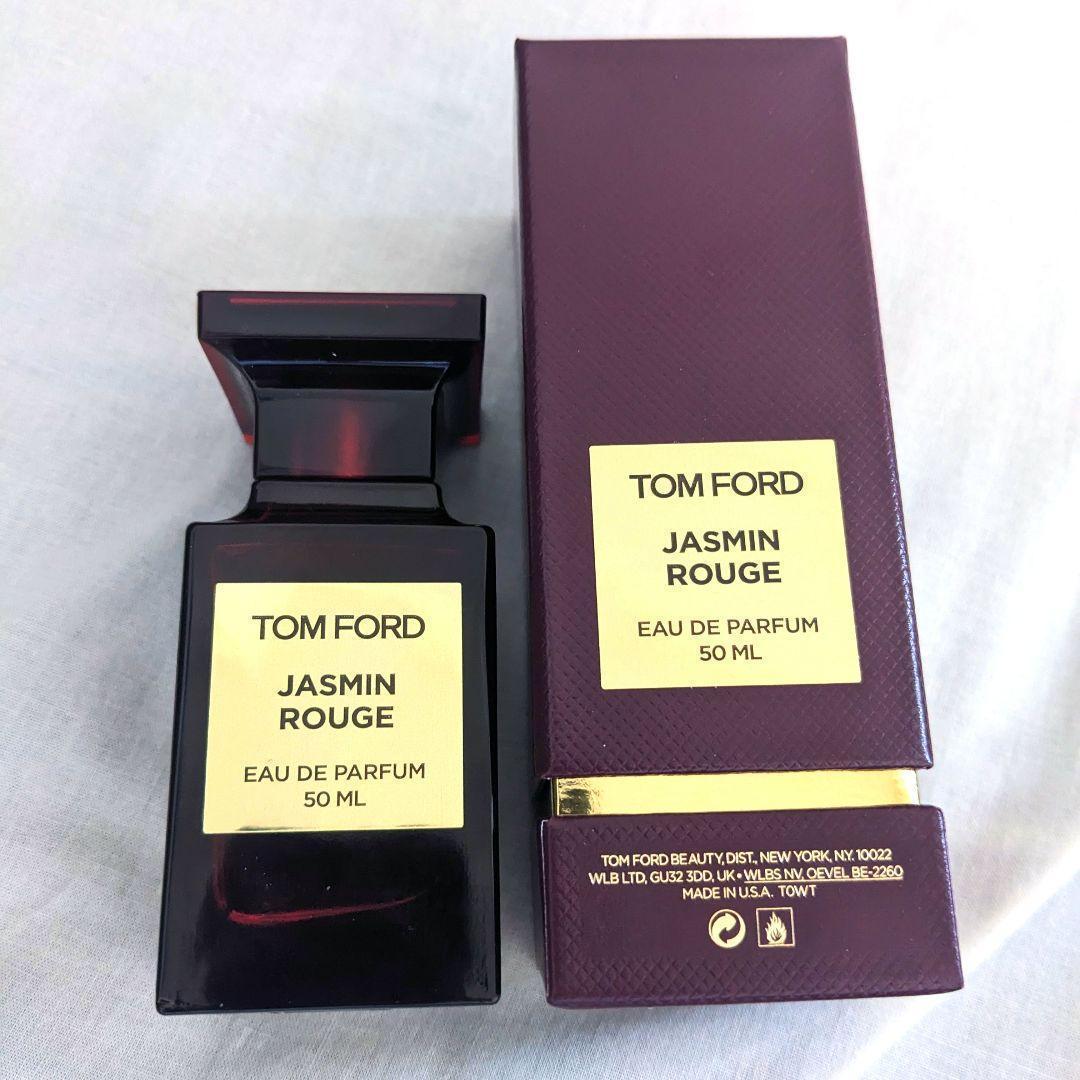 TOM FORD
JASMIN
ROUGE
EAU DE PARFUM
50 ML
TOM FORD
JASMIN
ROUGE
EAU DE PARFUM
50 ML
TOM FORD BEAUTY, DIST., NEW YORK, N.Y. 10022
WLB LTD, GU32 3DD, UK • WLBS NV, OEVEL BE-2260
MADE IN U.S.A. T0WT